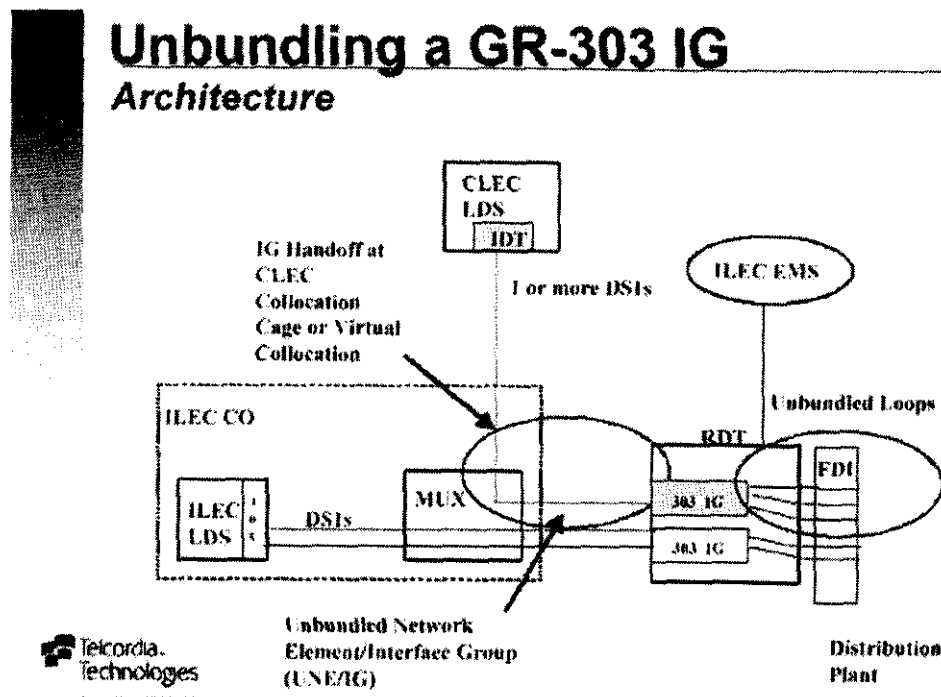 Unbundling a GR-303 IG
Architecture
CLEC
LDS
IDT
IG Handoff at
CLEC
Collocation
Cage or Virtual
Collocation
1 or more DS1s
ILEC EMS
Unbundled Loops
ILEC CO
RDT
FDI
ILEC
LDS
DS1s
MUX
303 IG
303 IG
Unbundled Network
Element/Interface Group
(UNE/IG)
Distribution
Plant
Telcordia.
Technologies